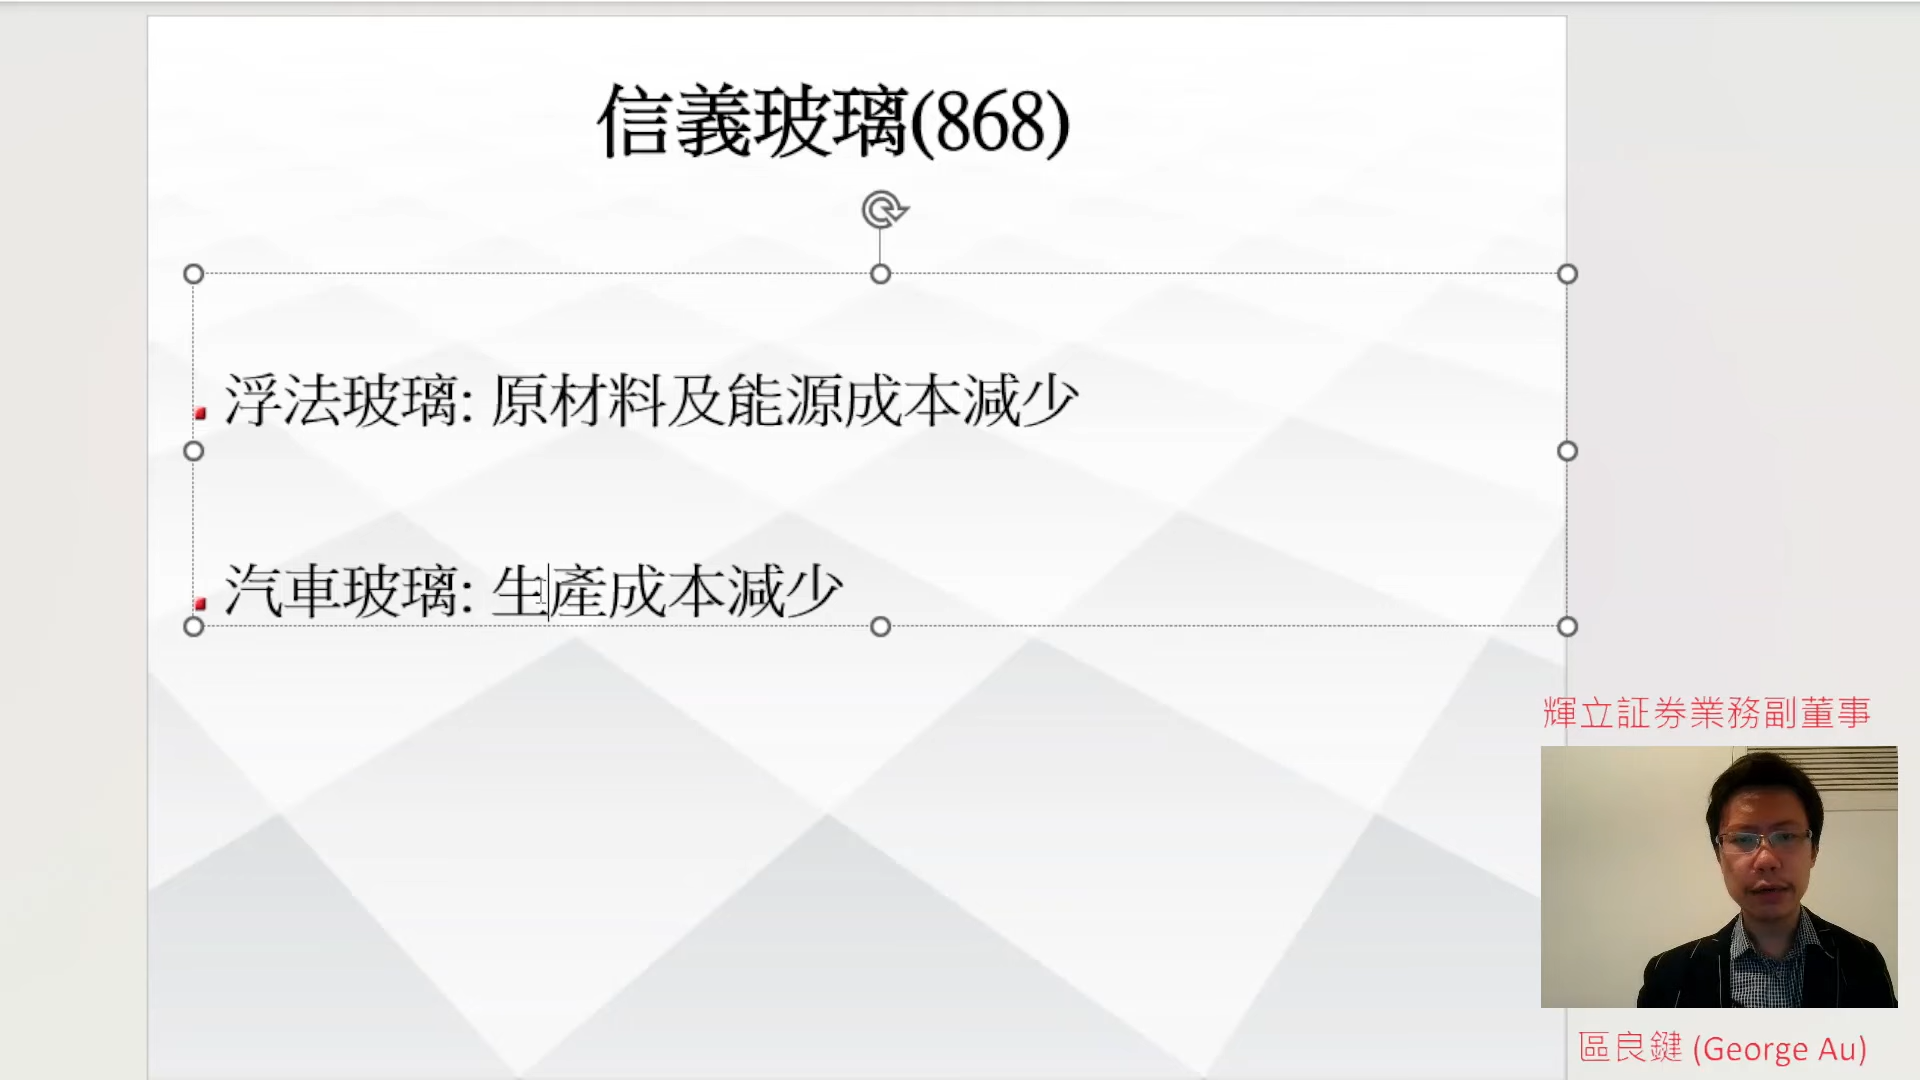 信義玻璃(868)
浮法玻璃: 原材料及能源成本減少
汽車玻璃: 生產成本減少
輝立証券業務副董事
區良鍵 (George Au)